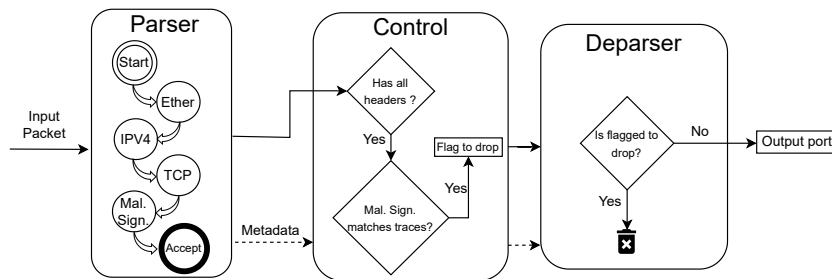 Parser
Control
Deparser
Start
Ether
IPV4
TCP
Mal.
Sign.
Accept
Input
Packet
Metadata
Has all
headers ?
Yes
Mal. Sign.
matches traces?
Yes
Flag to drop
Is flagged to
drop?
No
Yes
Output port